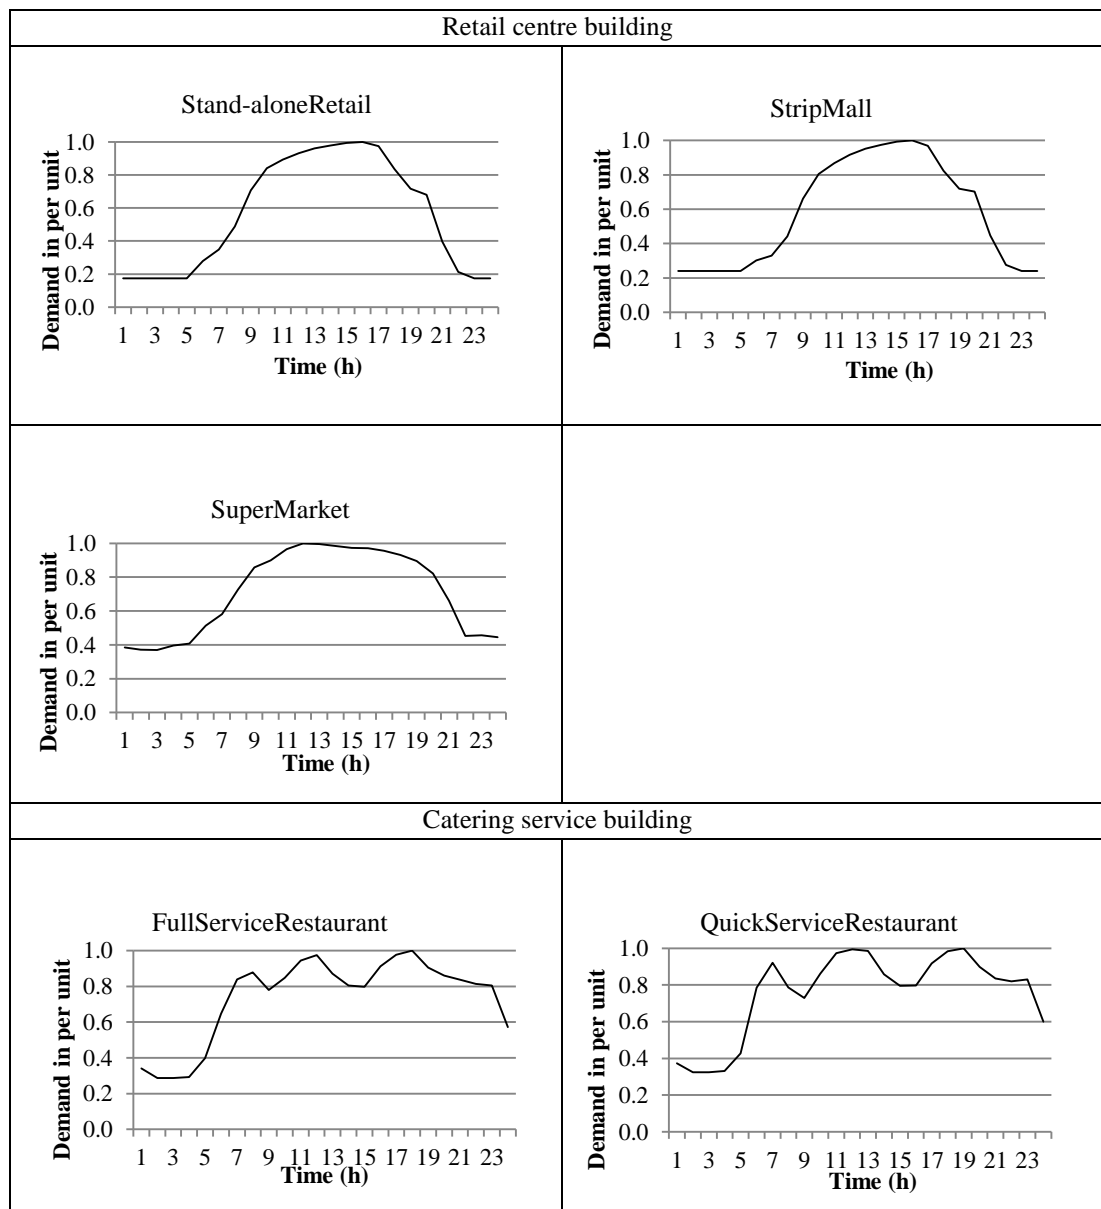 Retail centre building
Stand-aloneRetail
Demand in per unit
1.0
0.8
0.6
0.4
0.2
0.0
1 3 5 7 9 11 13 15 17 19 21 23
Time (h)
StripMall
Demand in per unit
1.0
0.8
0.6
0.4
0.2
0.0
1 3 5 7 9 11 13 15 17 19 21 23
Time (h)
SuperMarket
Demand in per unit
1.0
0.8
0.6
0.4
0.2
0.0
1 3 5 7 9 11 13 15 17 19 21 23
Time (h)
Catering service building
FullServiceRestaurant
Demand in per unit
1.0
0.8
0.6
0.4
0.2
0.0
1 3 5 7 9 11 13 15 17 19 21 23
Time (h)
QuickServiceRestaurant
Demand in per unit
1.0
0.8
0.6
0.4
0.2
0.0
1 3 5 7 9 11 13 15 17 19 21 23
Time (h)